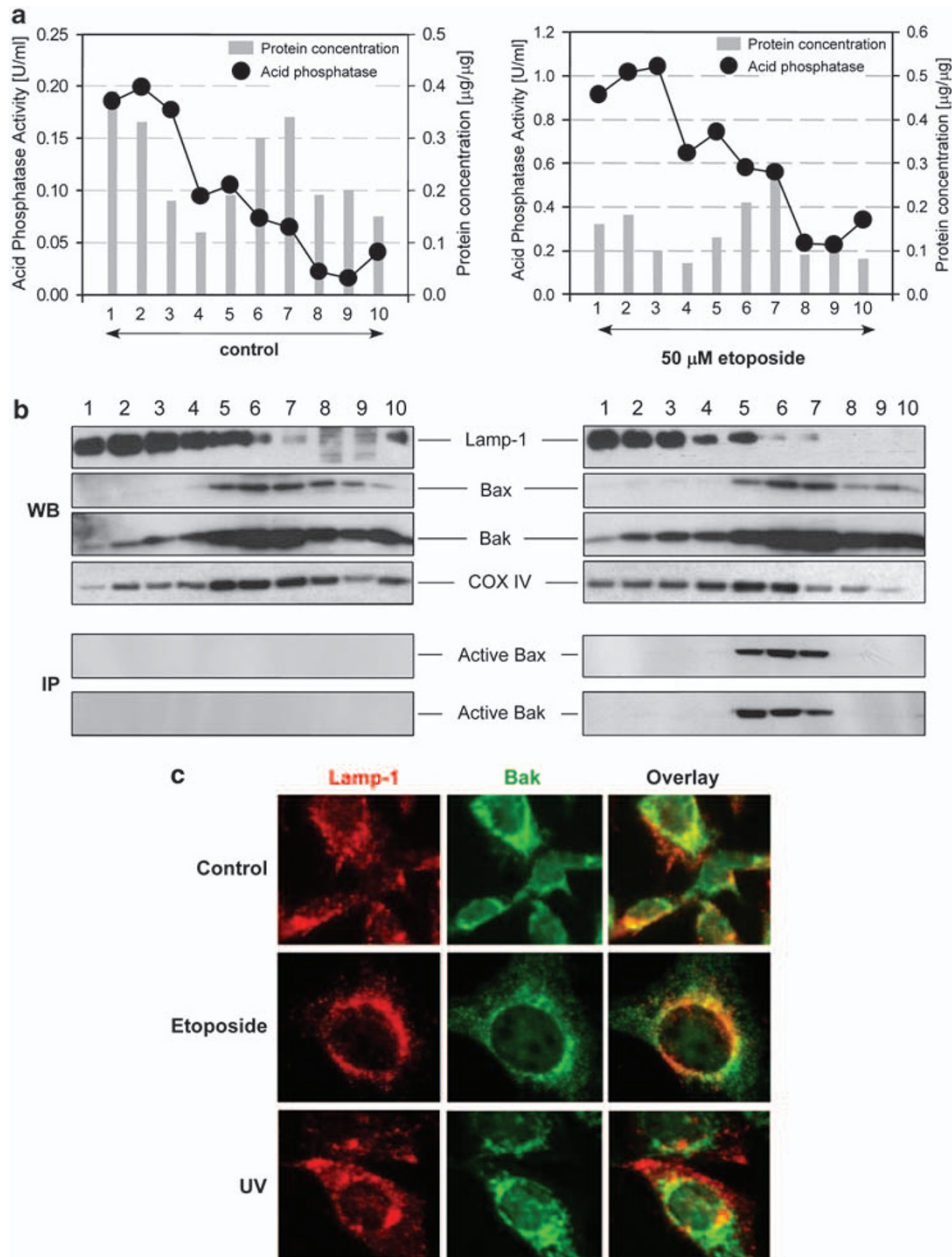 a
Acid Phosphatase Activity [U/ml]
0.25
0.20
0.15
0.10
0.05
0.00
Protein concentration
Acid phosphatase
0.5
0.4
0.3
0.2
0.1
0.0
Protein concentration [µg/µg]
1 2 3 4 5 6 7 8 9 10
control
Acid Phosphatase Activity [U/ml]
1.2
1.0
0.8
0.6
0.4
0.2
0.0
Protein concentration
Acid phosphatase
0.6
0.5
0.4
0.3
0.2
0.1
0.0
Protein concentration [µg/µg]
1 2 3 4 5 6 7 8 9 10
50 µM etoposide
b
1 2 3 4 5 6 7 8 9 10
1 2 3 4 5 6 7 8 9 10
Lamp-1
WB
Bax
Bak
COX IV
IP
Active Bax
Active Bak
c
Lamp-1 Bak Overlay
Control
Etoposide
UV